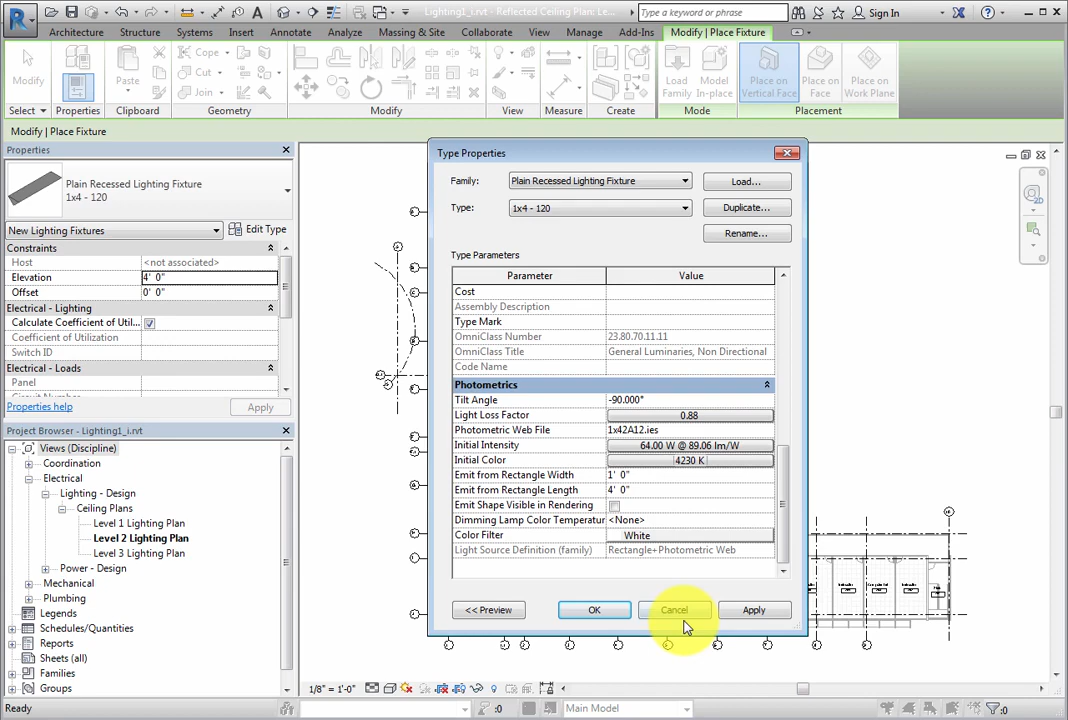 Lighting1_i.rvt - Reflected Ceiling Plan: Le...
Type a keyword or phrase
Sign In
Architecture
Structure
Systems
Insert
Annotate
Analyze
Massing & Site
Collaborate
View
Manage
Add-Ins
Modify | Place Fixture
Modify
Paste
Cope
Cut
Join
Load
Family
Model
In-place
Place on
Vertical Face
Place on
Face
Place on
Work Plane
Select
Properties
Clipboard
Geometry
Modify
View
Measure
Create
Mode
Placement
Modify | Place Fixture
Properties
Plain Recessed Lighting Fixture
1x4 - 120
New Lighting Fixtures
Edit Type
Constraints
Host <not associated>
Elevation 4' 0"
Offset 0' 0"
Electrical - Lighting
Calculate Coefficient of Util...
Coefficient of Utilization
Switch ID
Electrical - Loads
Panel
Properties help
Apply
Project Browser - Lighting1_i.rvt
Views (Discipline)
Coordination
Electrical
Lighting - Design
Ceiling Plans
Level 1 Lighting Plan
Level 2 Lighting Plan
Level 3 Lighting Plan
Power - Design
Mechanical
Plumbing
Legends
Schedules/Quantities
Reports
Sheets (all)
Families
Groups
Type Properties
Family: Plain Recessed Lighting Fixture
Load...
Type: 1x4 - 120
Duplicate...
Rename...
Type Parameters
Parameter Value
Cost
Assembly Description
Type Mark
OmniClass Number 23.80.70.11.11
OmniClass Title General Luminaries, Non Directional
Code Name
Photometrics
Tilt Angle -90.000°
Light Loss Factor 0.88
Photometric Web File 1x42A12.ies
Initial Intensity 64.00 W @ 89.06 lm/W
Initial Color 4230 K
Emit from Rectangle Width 1' 0"
Emit from Rectangle Length 4' 0"
Emit Shape Visible in Rendering
Dimming Lamp Color Temperatur <None>
Color Filter White
Light Source Definition (family) Rectangle+Photometric Web
<< Preview
OK
Cancel
Apply
1/8" = 1'-0"
Ready
:0
Main Model
:0